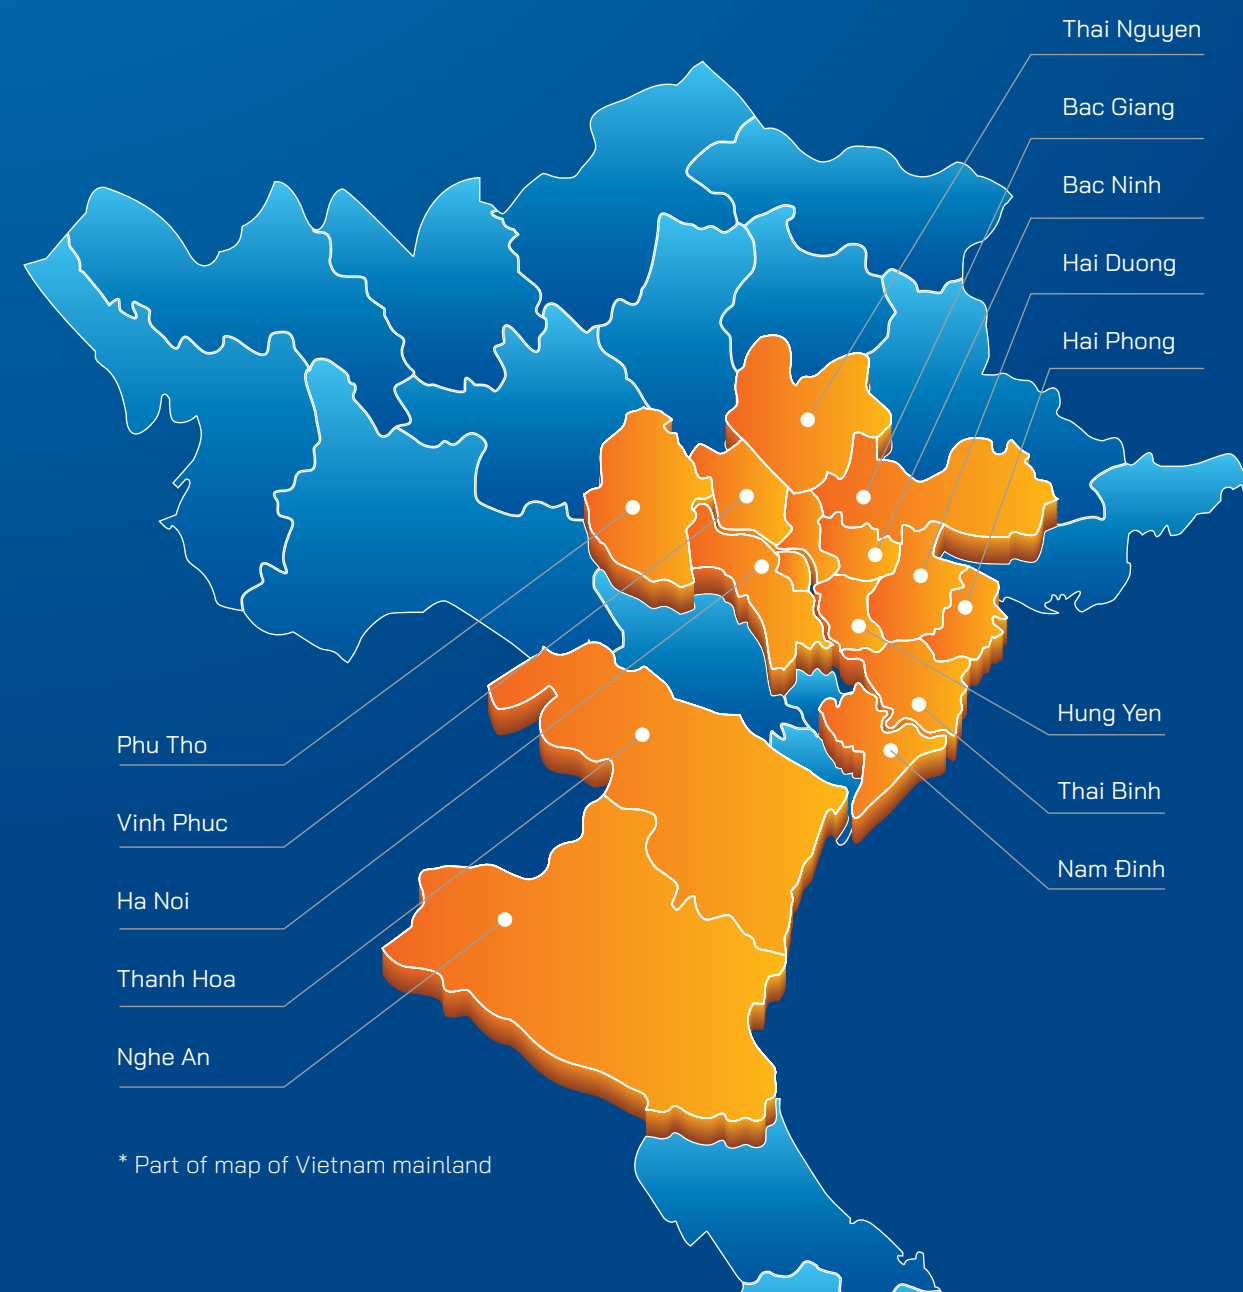 Thai Nguyen
Bac Giang
Bac Ninh
Hai Duong
Hai Phong
Hung Yen
Thai Binh
Nam Đinh
Phu Tho
Vinh Phuc
Ha Noi
Thanh Hoa
Nghe An
* Part of map of Vietnam mainland